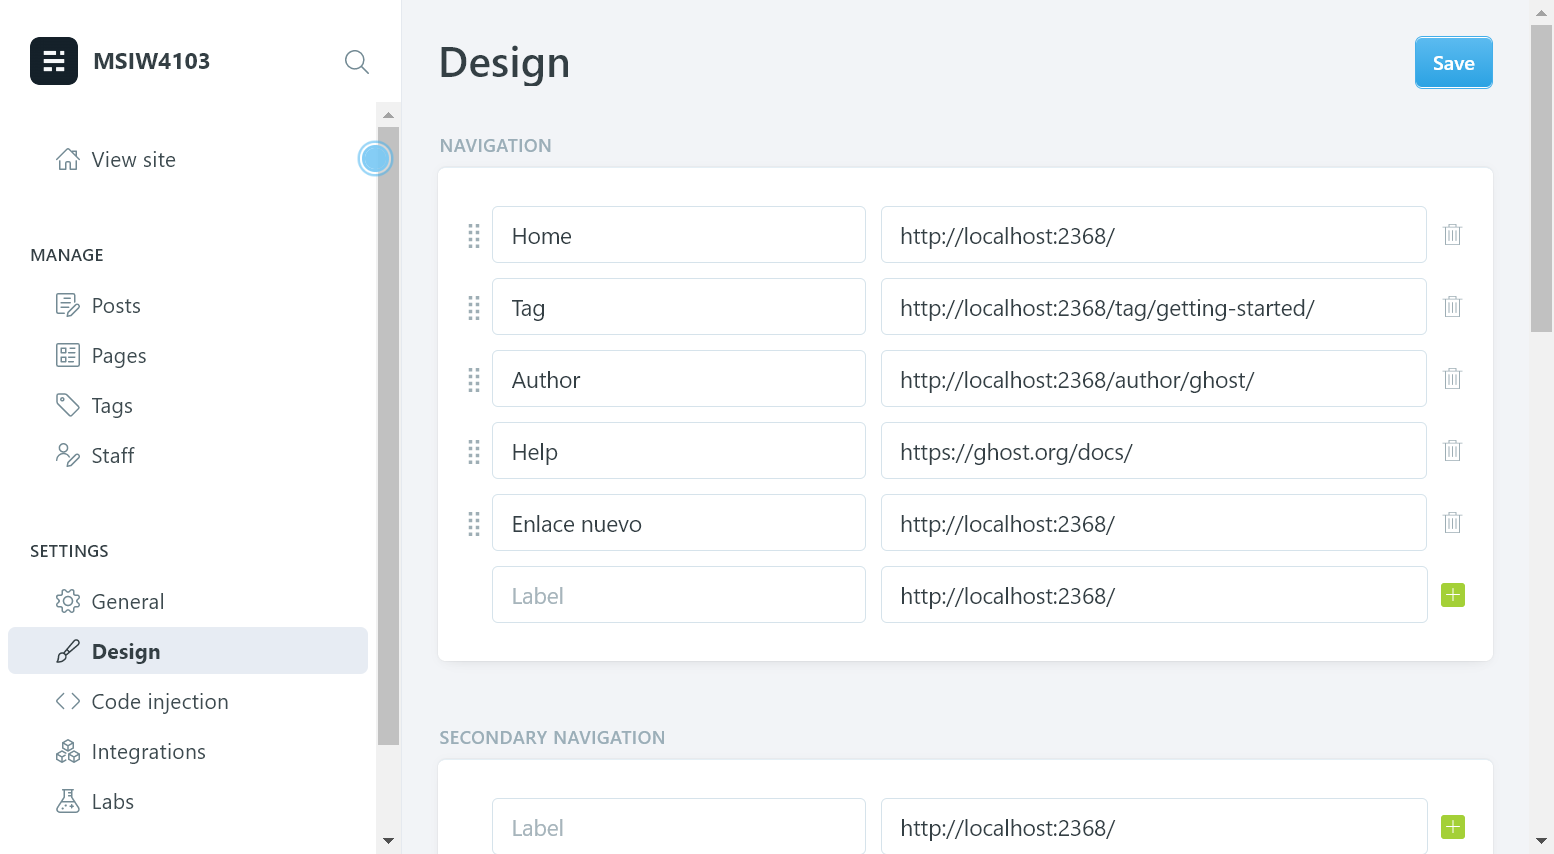 MSIW4103
View site
MANAGE
Posts
Pages
Tags
Staff
SETTINGS
General
Design
Code injection
Integrations
Labs
Design
Save
NAVIGATION
Home http://localhost:2368/
Tag http://localhost:2368/tag/getting-started/
Author http://localhost:2368/author/ghost/
Help https://ghost.org/docs/
Enlace nuevo http://localhost:2368/
Label http://localhost:2368/
SECONDARY NAVIGATION
Label http://localhost:2368/